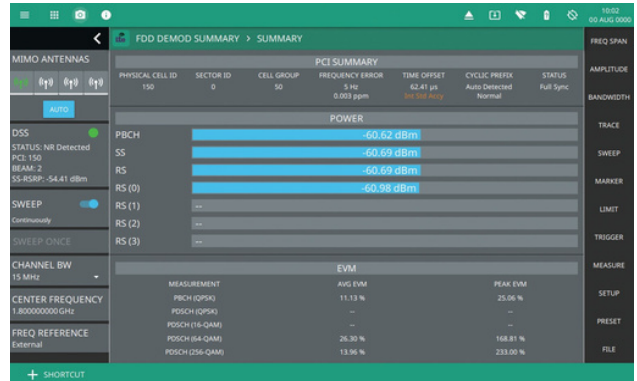 10:02
00 AUG 0000
FDD DEMOD SUMMARY > SUMMARY
MIMO ANTENNAS
AUTO
DSS
STATUS: NR Detected
PCI: 150
BEAM: 2
SS-RSRP: -54.41 dBm
SWEEP
Continuously
SWEEP ONCE
CHANNEL BW
15 MHz
CENTER FREQUENCY
1.800000000 GHz
FREQ REFERENCE
External
+ SHORTCUT
PCI SUMMARY
PHYSICAL CELL ID SECTOR ID CELL GROUP FREQUENCY ERROR TIME OFFSET CYCLIC PREFIX STATUS
150 0 50 5 Hz 62.41 µs Auto Detected Full Sync
0.003 ppm Int Std Accy Normal
POWER
PBCH -60.62 dBm
SS -60.69 dBm
RS -60.69 dBm
RS (0) -60.98 dBm
RS (1) --
RS (2) --
RS (3) --
EVM
MEASUREMENT AVG EVM PEAK EVM
PBCH (QPSK) 11.13 % 25.06 %
PDSCH (QPSK) -- --
PDSCH (16-QAM) -- --
PDSCH (64-QAM) 26.30 % 168.81 %
PDSCH (256-QAM) 13.96 % 233.00 %
FREQ SPAN
AMPLITUDE
BANDWIDTH
TRACE
SWEEP
MARKER
LIMIT
TRIGGER
MEASURE
SETUP
PRESET
FILE